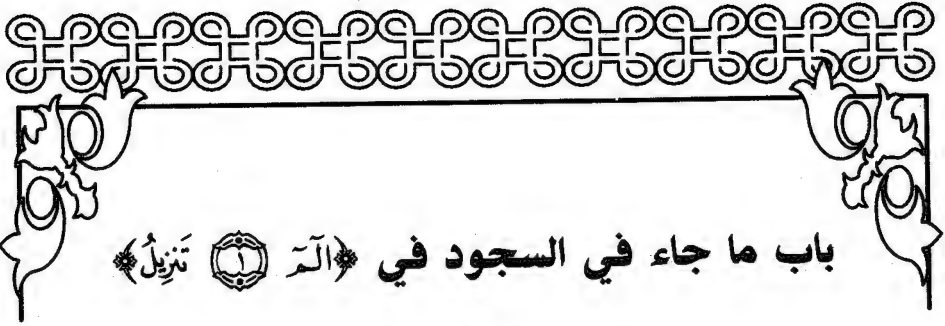 باب ما جاء في السجود في ﴿الٓمٓ ۝١ تَنزِيلُ﴾